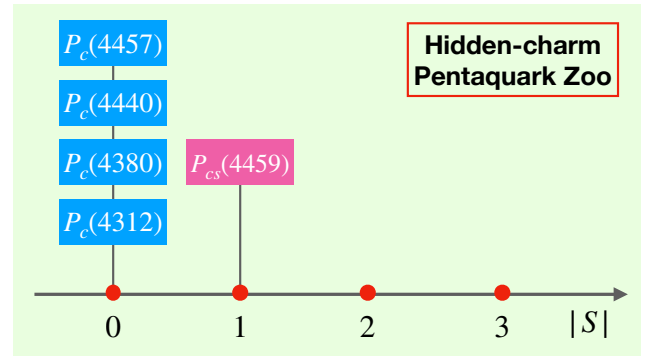 P_c(4457)
Hidden-charm
Pentaquark Zoo
P_c(4440)
P_c(4380)
P_cs(4459)
P_c(4312)
0 1 2 3 |S|